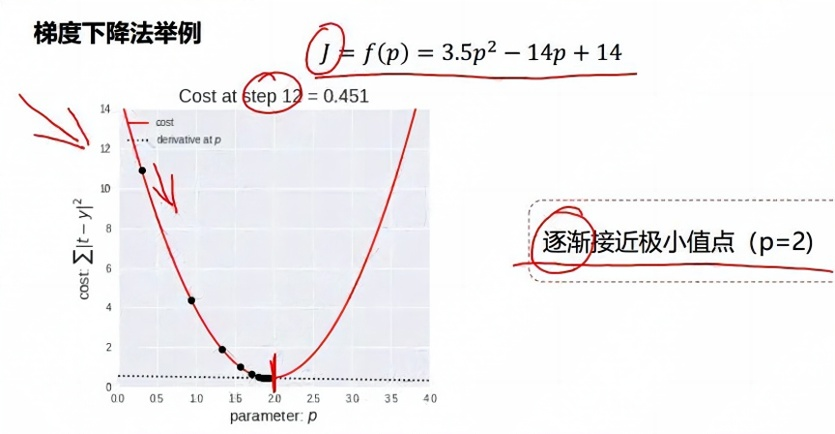 梯度下降法举例
J = f(p) = 3.5p² − 14p + 14
Cost at step 12 = 0.451
cost
derivative at p
cost: ∑|t − y|²
14
12
10
8
6
4
2
0
0.0 0.5 1.0 1.5 2.0 2.5 3.0 3.5 4.0
parameter: p
逐渐接近极小值点（p=2)